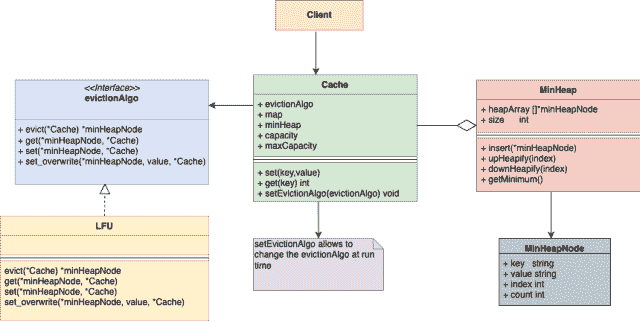 Client
<<Interface>>
evictionAlgo
+ evict(*Cache) *minHeapNode
+ get(*minHeapNode, *Cache)
+ set(*minHeapNode, *Cache)
+ set_overwrite(*minHeapNode, value, *Cache)
Cache
+ evictionAlgo
+ map
+ minHeap
+ capacity
+ maxCapacity
+ set(key,value)
+ get(key) int
+ setEvictionAlgo(evictionAlgo) void
MinHeap
+ heapArray []*minHeapNode
+ size int
+ insert(*minHeapNode)
+ upHeapify(index)
+ downHeapify(index)
+ getMinimum()
LFU
evict(*Cache) *minHeapNode
get(*minHeapNode, *Cache)
set(*minHeapNode, *Cache)
set_overwrite(*minHeapNode, value, *Cache)
setEvictionAlgo allows to
change the evictionAlgo at run
time
MinHeapNode
+ key string
+ value string
+ index int
+ count int